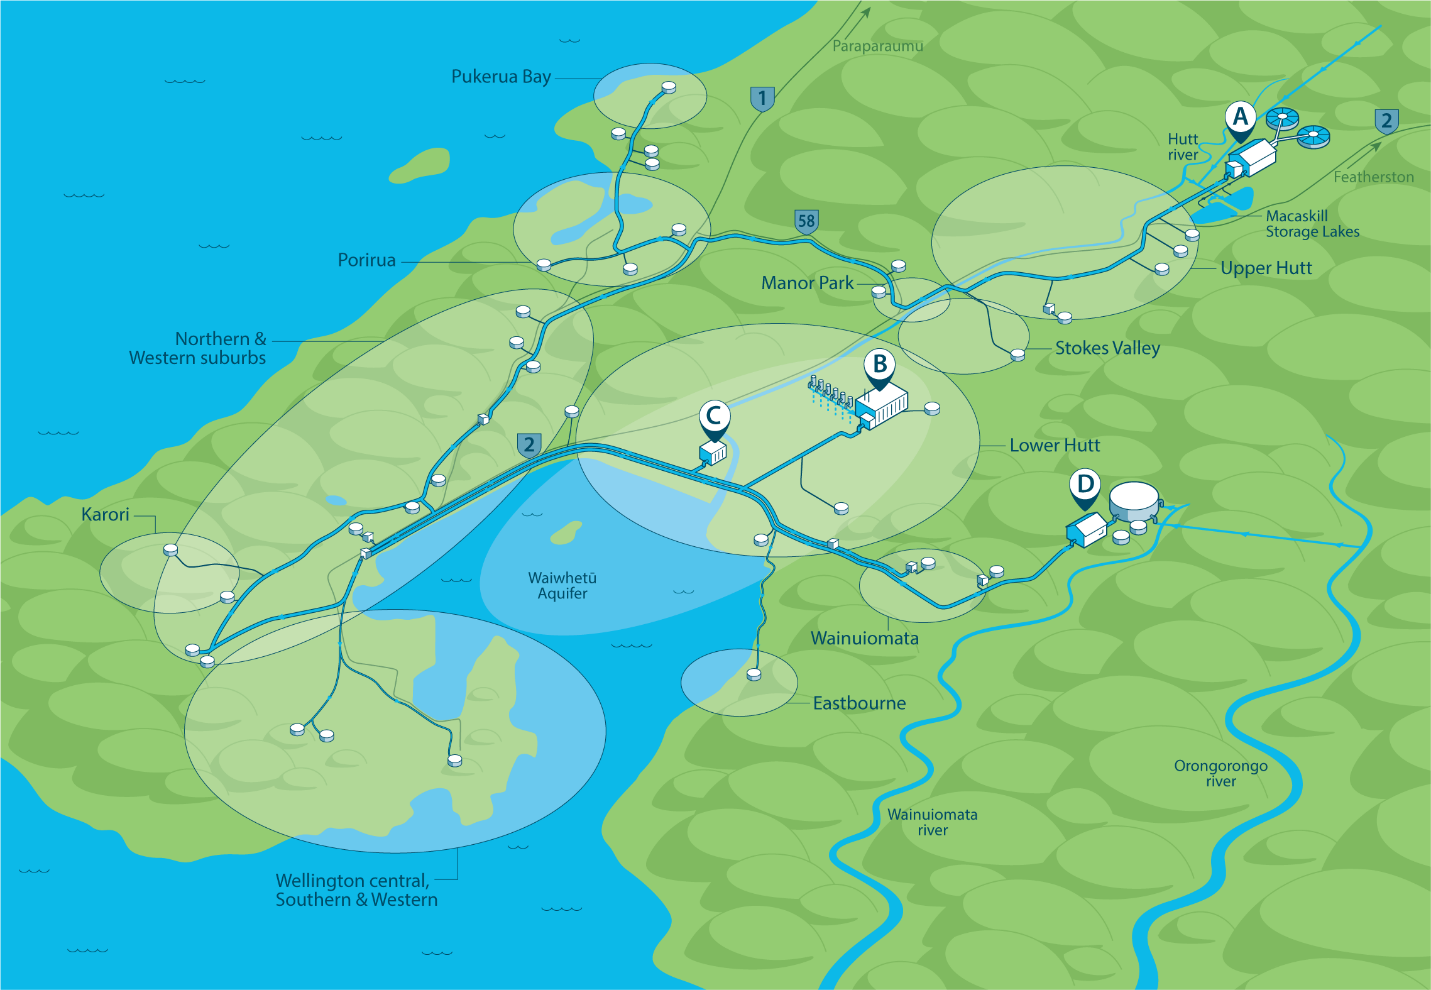 Paraparaumu
Pukerua Bay
1
A
2
Hutt
river
Featherston
Macaskill
Storage Lakes
58
Porirua
Upper Hutt
Manor Park
Northern &
Western suburbs
Stokes Valley
B
C
2
Lower Hutt
D
Karori
Waiwhetū
Aquifer
Wainuiomata
Eastbourne
Orongorongo
river
Wainuiomata
river
Wellington central,
Southern & Western